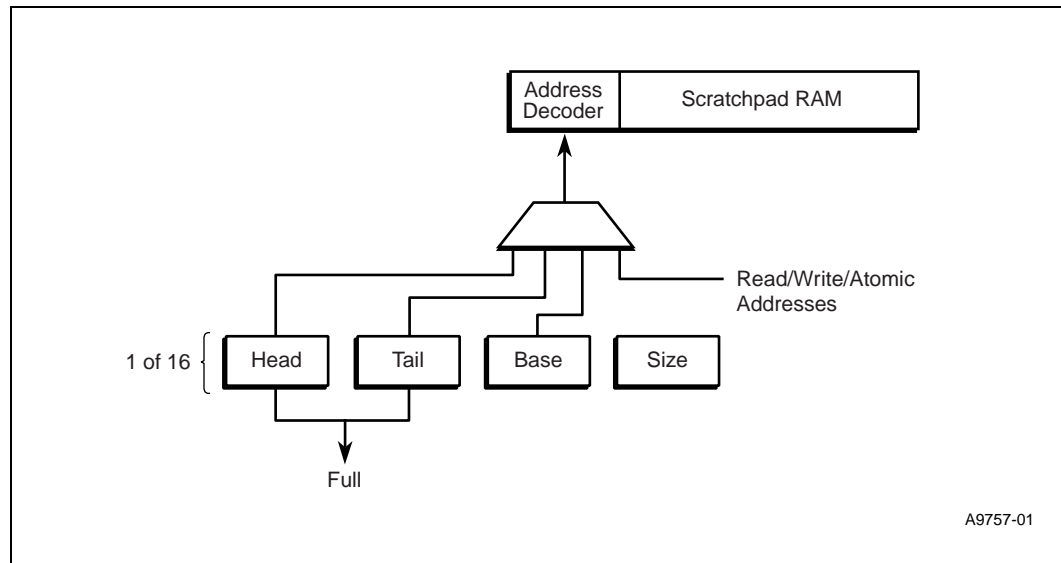 Address
Decoder
Scratchpad RAM
Read/Write/Atomic
Addresses
1 of 16
Head
Tail
Base
Size
Full
A9757-01